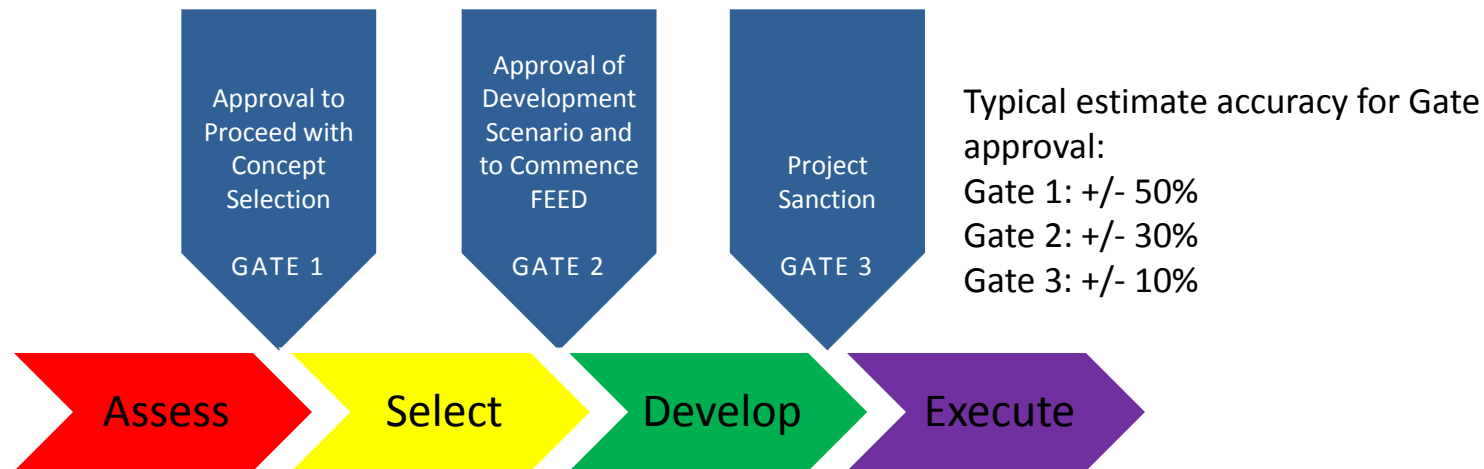 Approval to
Proceed with
Concept
Selection
GATE 1
Approval of
Development
Scenario and
to Commence
FEED
GATE 2
Project
Sanction
GATE 3
Typical estimate accuracy for Gate
approval:
Gate 1: +/- 50%
Gate 2: +/- 30%
Gate 3: +/- 10%
Assess
Select
Develop
Execute